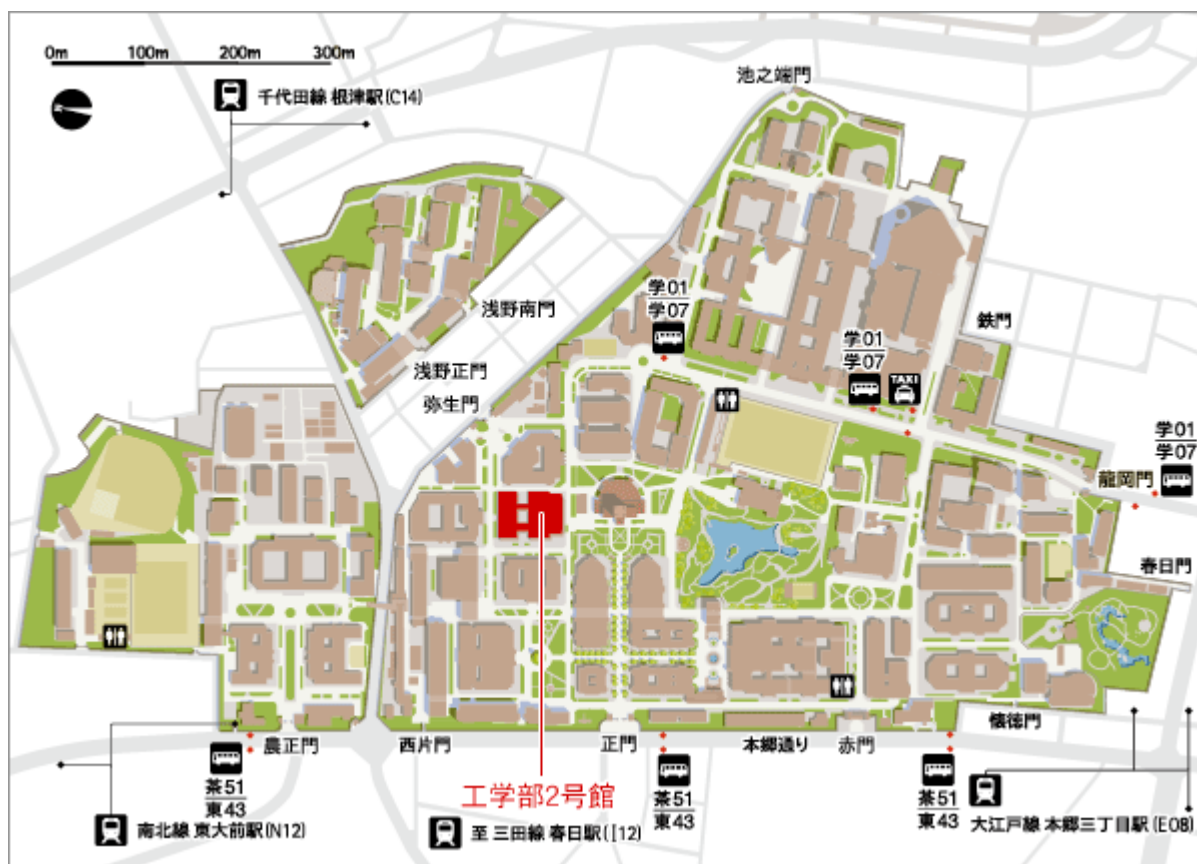 0m 100m 200m 300m
千代田線 根津駅(C14)
池之端門
浅野南門
学01
学07
学01
学07
TAXI
鉄門
浅野正門
弥生門
学01
学07
龍岡門
春日門
懐徳門
農正門
西片門
正門
本郷通り
赤門
茶51
東43
工学部2号館
茶51
東43
茶51
東43
南北線 東大前駅(N12)
至 三田線 春日駅([12)
大江戸線 本郷三丁目駅(E08)